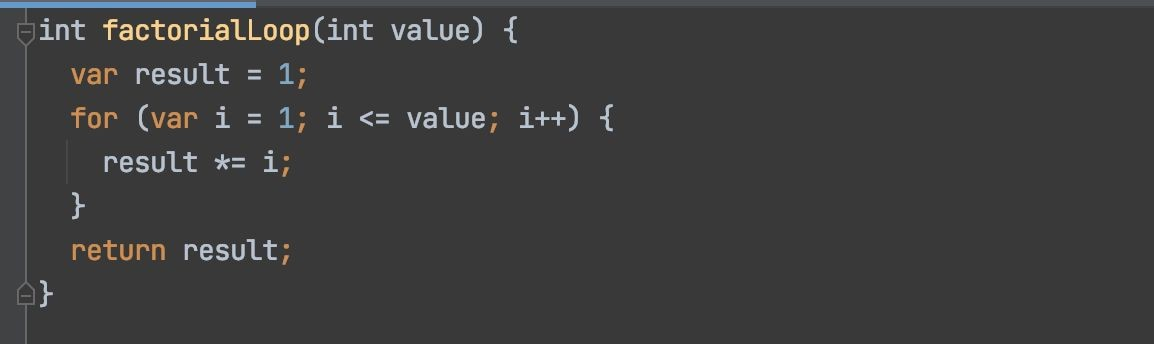 int factorialLoop(int value) {
  var result = 1;
  for (var i = 1; i <= value; i++) {
    result *= i;
  }
  return result;
}